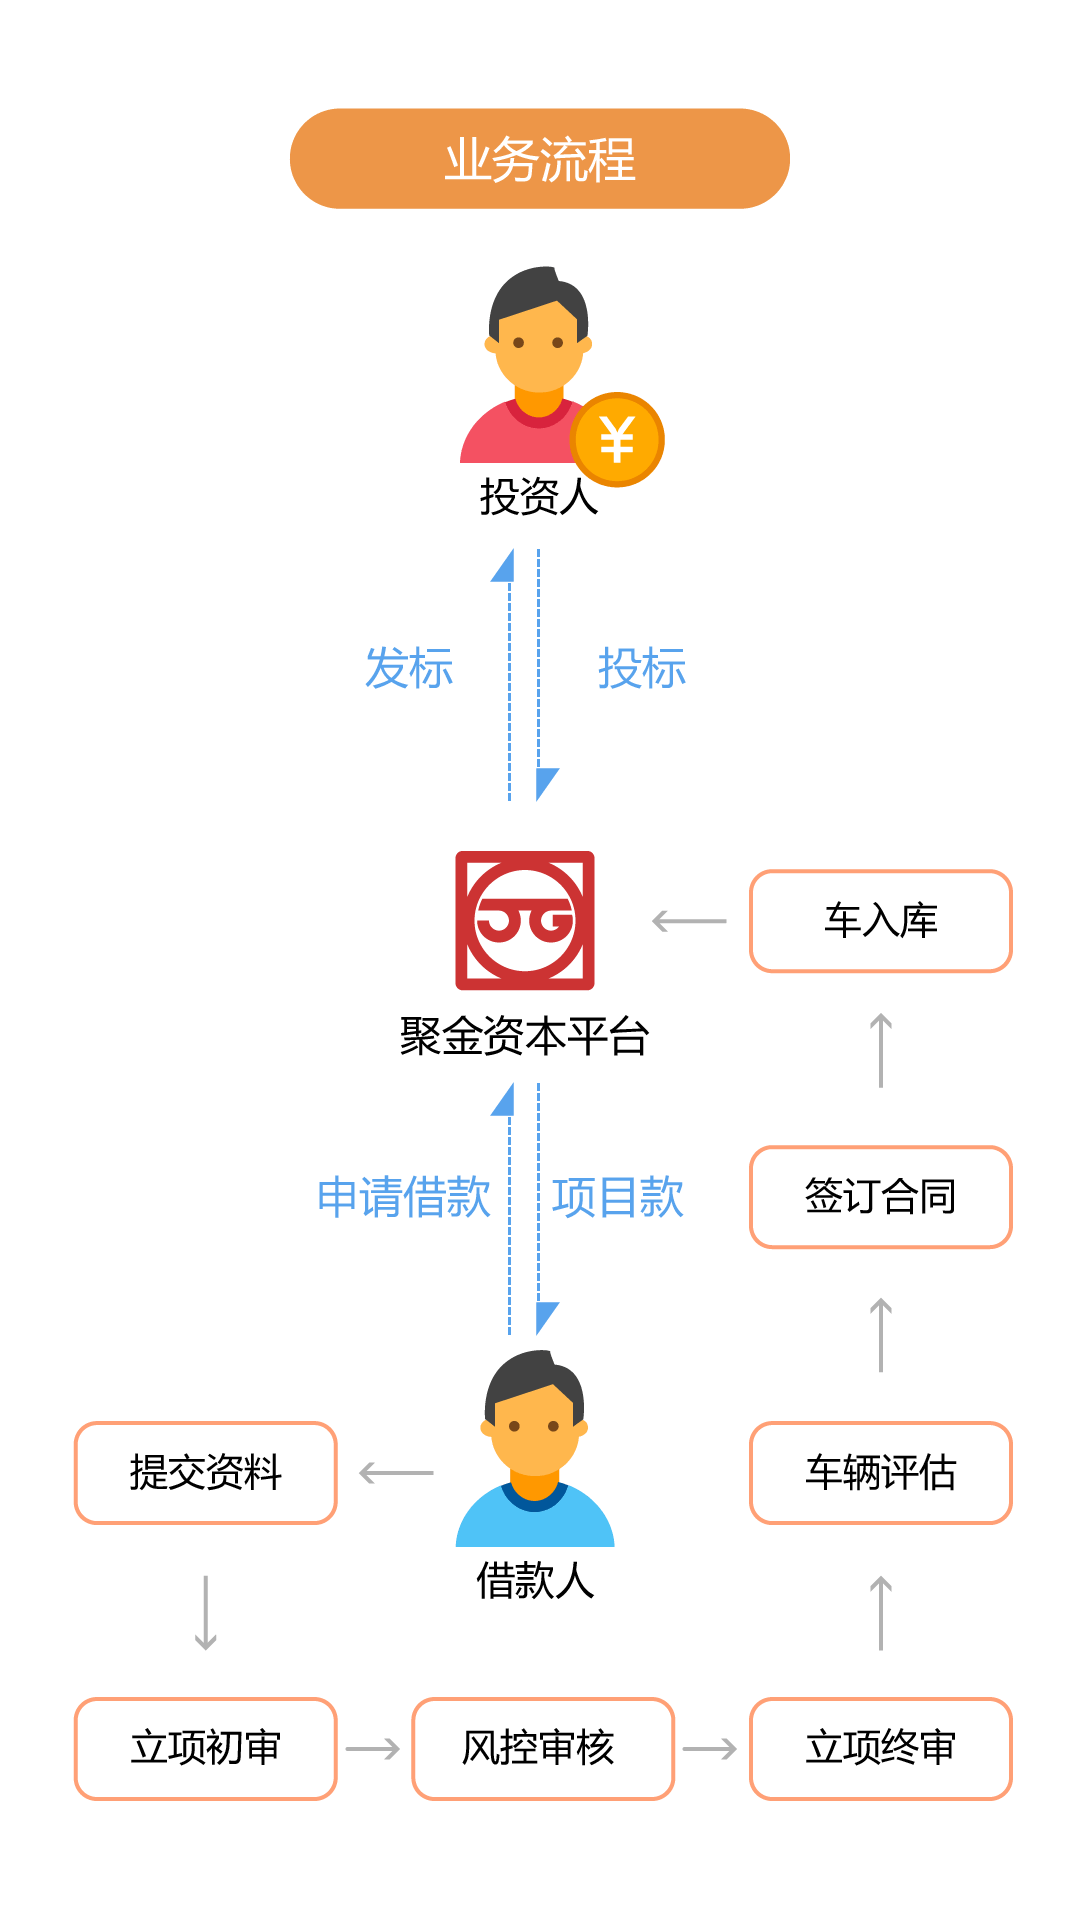 业务流程
¥
投资人
发标
投标
JG
车入库
聚金资本平台
申请借款
项目款
签订合同
提交资料
车辆评估
借款人
立项初审
风控审核
立项终审